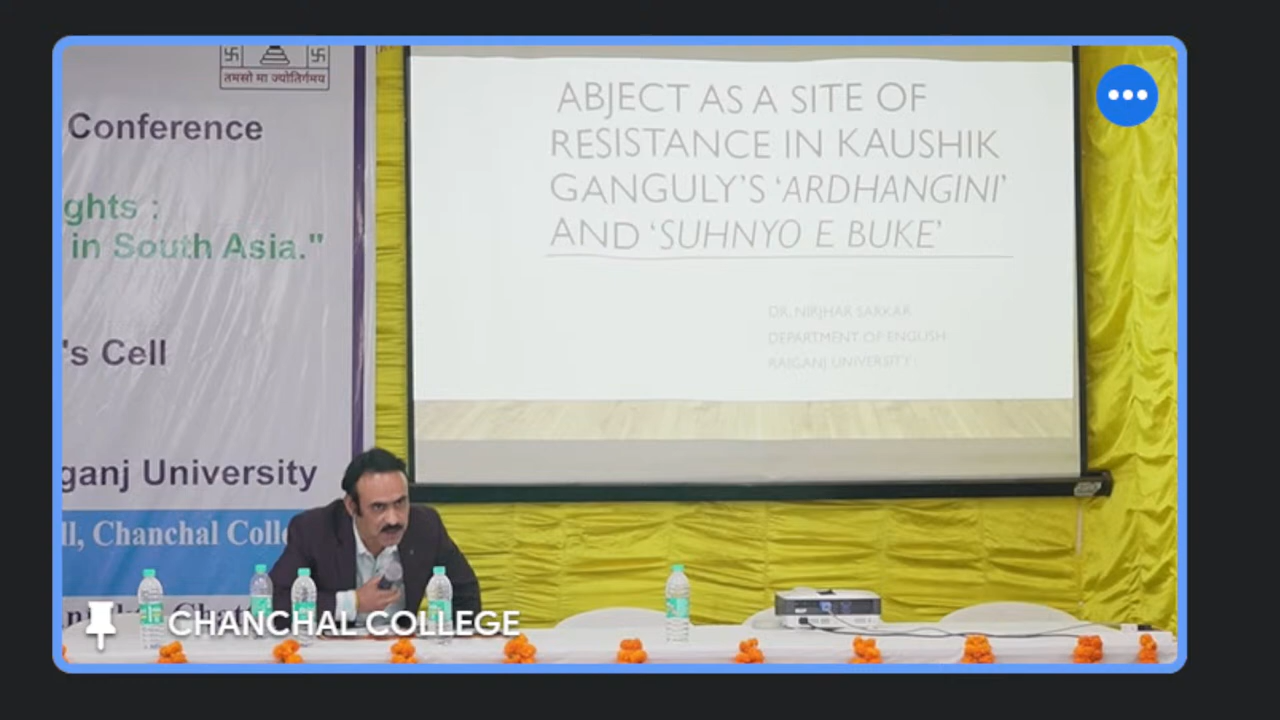 तमसो मा ज्योतिर्गमय
Conference
ghts :
in South Asia."
's Cell
ganj University
ll, Chanchal Colle
ABJECT AS A SITE OF
RESISTANCE IN KAUSHIK
GANGULY'S 'ARDHANGINI'
AND 'SUHNYO E BUKE'
DR. NIRJHAR SARKAR
DEPARTMENT OF ENGLISH
RAIGANJ UNIVERSITY
CHANCHAL COLLEGE